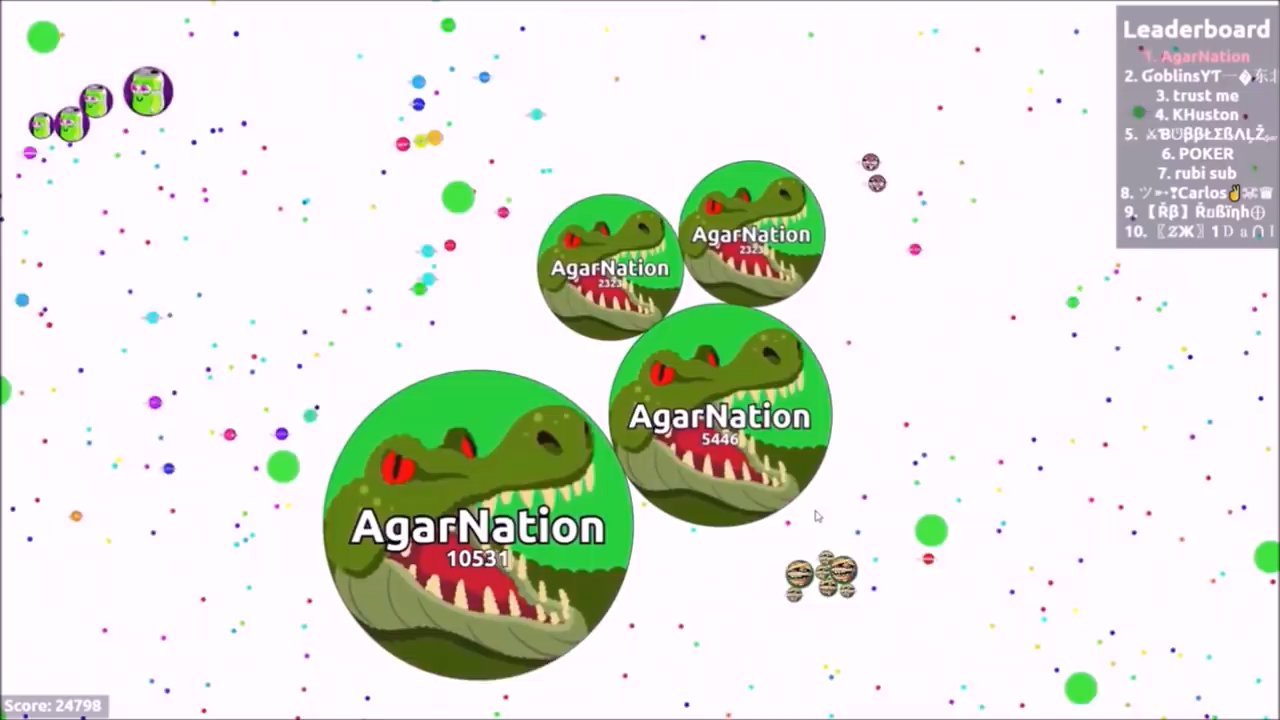 Leaderboard
1. AgarNation
2. GoblinsYT
3. trust me
4. KHuston
5.
6. POKER
7. rubi sub
8. Carlos✌
9.
10.
AgarNation
2323
AgarNation
2323
AgarNation
5446
AgarNation
10531
Score: 24798